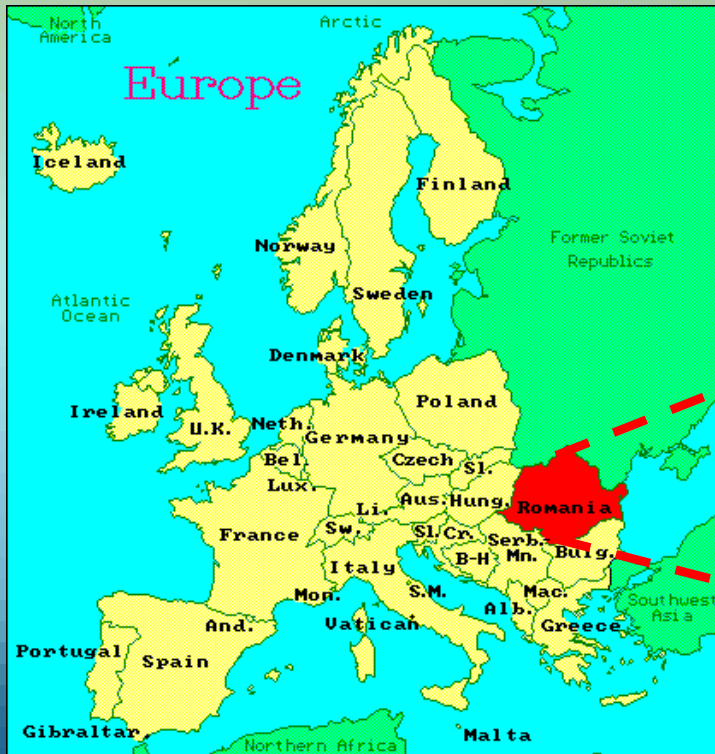 North
America
Arctic
Europe
Iceland
Finland
Norway
Former Soviet
Republics
Sweden
Atlantic
Ocean
Denmark
Ireland
U.K.
Neth.
Poland
Germany
Bel.
Czech
Sl.
Lux.
Li.
Aus.
Hung.
Romania
France
Sw.
Sl.
Cr.
Serb.
B-H
Mn.
Bulg.
Italy
Mon.
S.M.
Mac.
Southwest
Asia
And.
Vatican
Alb.
Greece
Portugal
Spain
Gibraltar.
Northern Africa
Malta